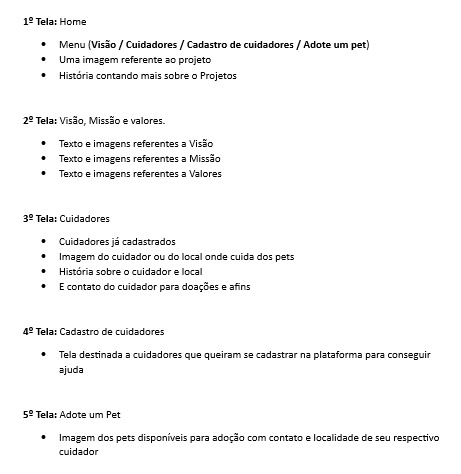 1º Tela: Home
• Menu (Visão / Cuidadores / Cadastro de cuidadores / Adote um pet)
• Uma imagem referente ao projeto
• História contando mais sobre o Projetos
2º Tela: Visão, Missão e valores.
• Texto e imagens referentes a Visão
• Texto e imagens referentes a Missão
• Texto e imagens referentes a Valores
3º Tela: Cuidadores
• Cuidadores já cadastrados
• Imagem do cuidador ou do local onde cuida dos pets
• História sobre o cuidador e local
• E contato do cuidador para doações e afins
4º Tela: Cadastro de cuidadores
• Tela destinada a cuidadores que queiram se cadastrar na plataforma para conseguir
ajuda
5º Tela: Adote um Pet
• Imagem dos pets disponíveis para adoção com contato e localidade de seu respectivo
cuidador